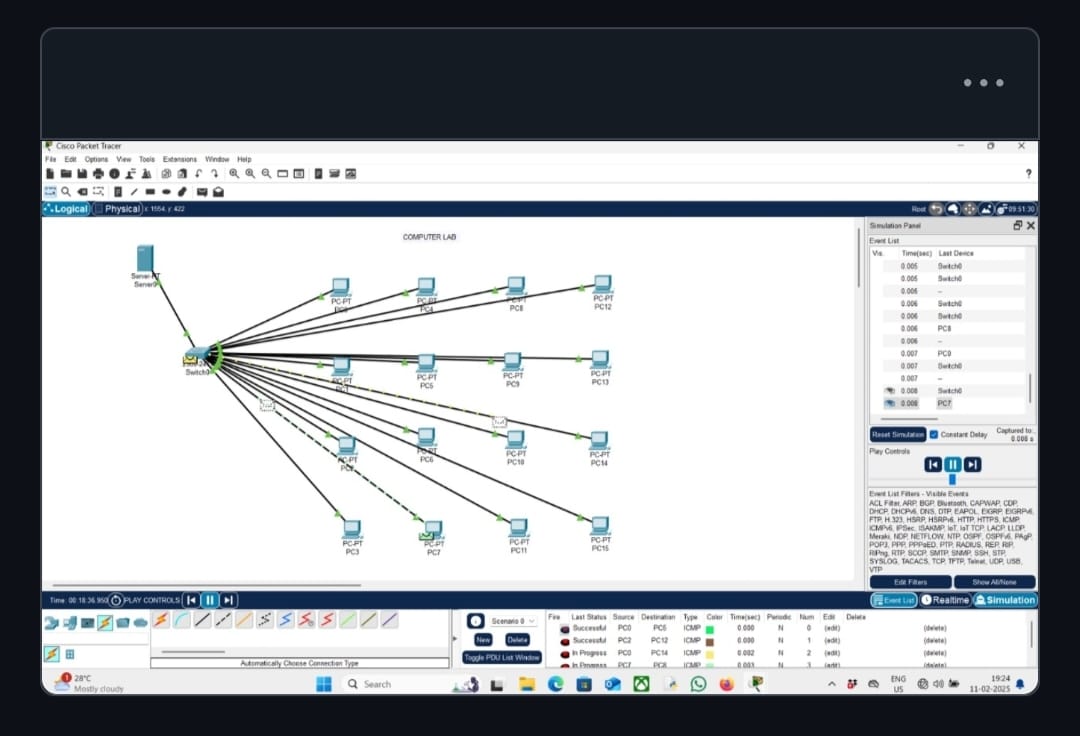 Cisco Packet Tracer
File Edit Options View Tools Extensions Window Help
?
Logical Physical x: 1554, y: 422
Root 09:51:30
COMPUTER LAB
Server-PT
Server0
Switch0
PC-PT
PC-PT
PC4
PC-PT
PC8
PC-PT
PC12
PC-PT
PC1
PC-PT
PC5
PC-PT
PC9
PC-PT
PC13
PC-PT
PC2
PC-PT
PC6
PC-PT
PC10
PC-PT
PC14
PC-PT
PC3
PC-PT
PC7
PC-PT
PC11
PC-PT
PC15
Simulation Panel
Event List
Vis. Time(sec) Last Device
0.005 Switch0
0.005 Switch0
0.005 --
0.006 Switch0
0.006 Switch0
0.006 PC8
0.006 --
0.007 PC0
0.007 Switch0
0.007 --
0.008 Switch0
0.008 PC7
Reset Simulation Constant Delay Captured to:
0.008 s
Play Controls
Event List Filters - Visible Events
ACL Filter, ARP, BGP, Bluetooth, CAPWAP, CDP,
DHCP, DHCPv6, DNS, DTP, EAPOL, EIGRP, EIGRPv6,
FTP, H.323, HSRP, HSRPv6, HTTP, HTTPS, ICMP,
ICMPv6, IPSec, ISAKMP, IoT, IoT TCP, LACP, LLDP,
Meraki, NDP, NETFLOW, NTP, OSPF, OSPFv6, PAgP,
POP3, PPP, PPPoED, PTP, RADIUS, REP, RIP,
RIPng, RTP, SCCP, SMTP, SNMP, SSH, STP,
SYSLOG, TACACS, TCP, TFTP, Telnet, UDP, USB,
VTP
Edit Filters Show All/None
Time: 00:18:36.950 PLAY CONTROLS:
Event List Realtime Simulation
Automatically Choose Connection Type
Scenario 0
New Delete
Toggle PDU List Window
Fire Last Status Source Destination Type Color Time(sec) Periodic Num Edit Delete
Successful PC0 PC5 ICMP 0.000 N 0 (edit) (delete)
Successful PC2 PC12 ICMP 0.000 N 1 (edit) (delete)
In Progress PC0 PC14 ICMP 0.002 N 2 (edit) (delete)
In Progress PC7 PC8 ICMP 0.003 N 3 (edit) (delete)
1
28°C
Mostly cloudy
Search
ENG
US
19:24
11-02-2025